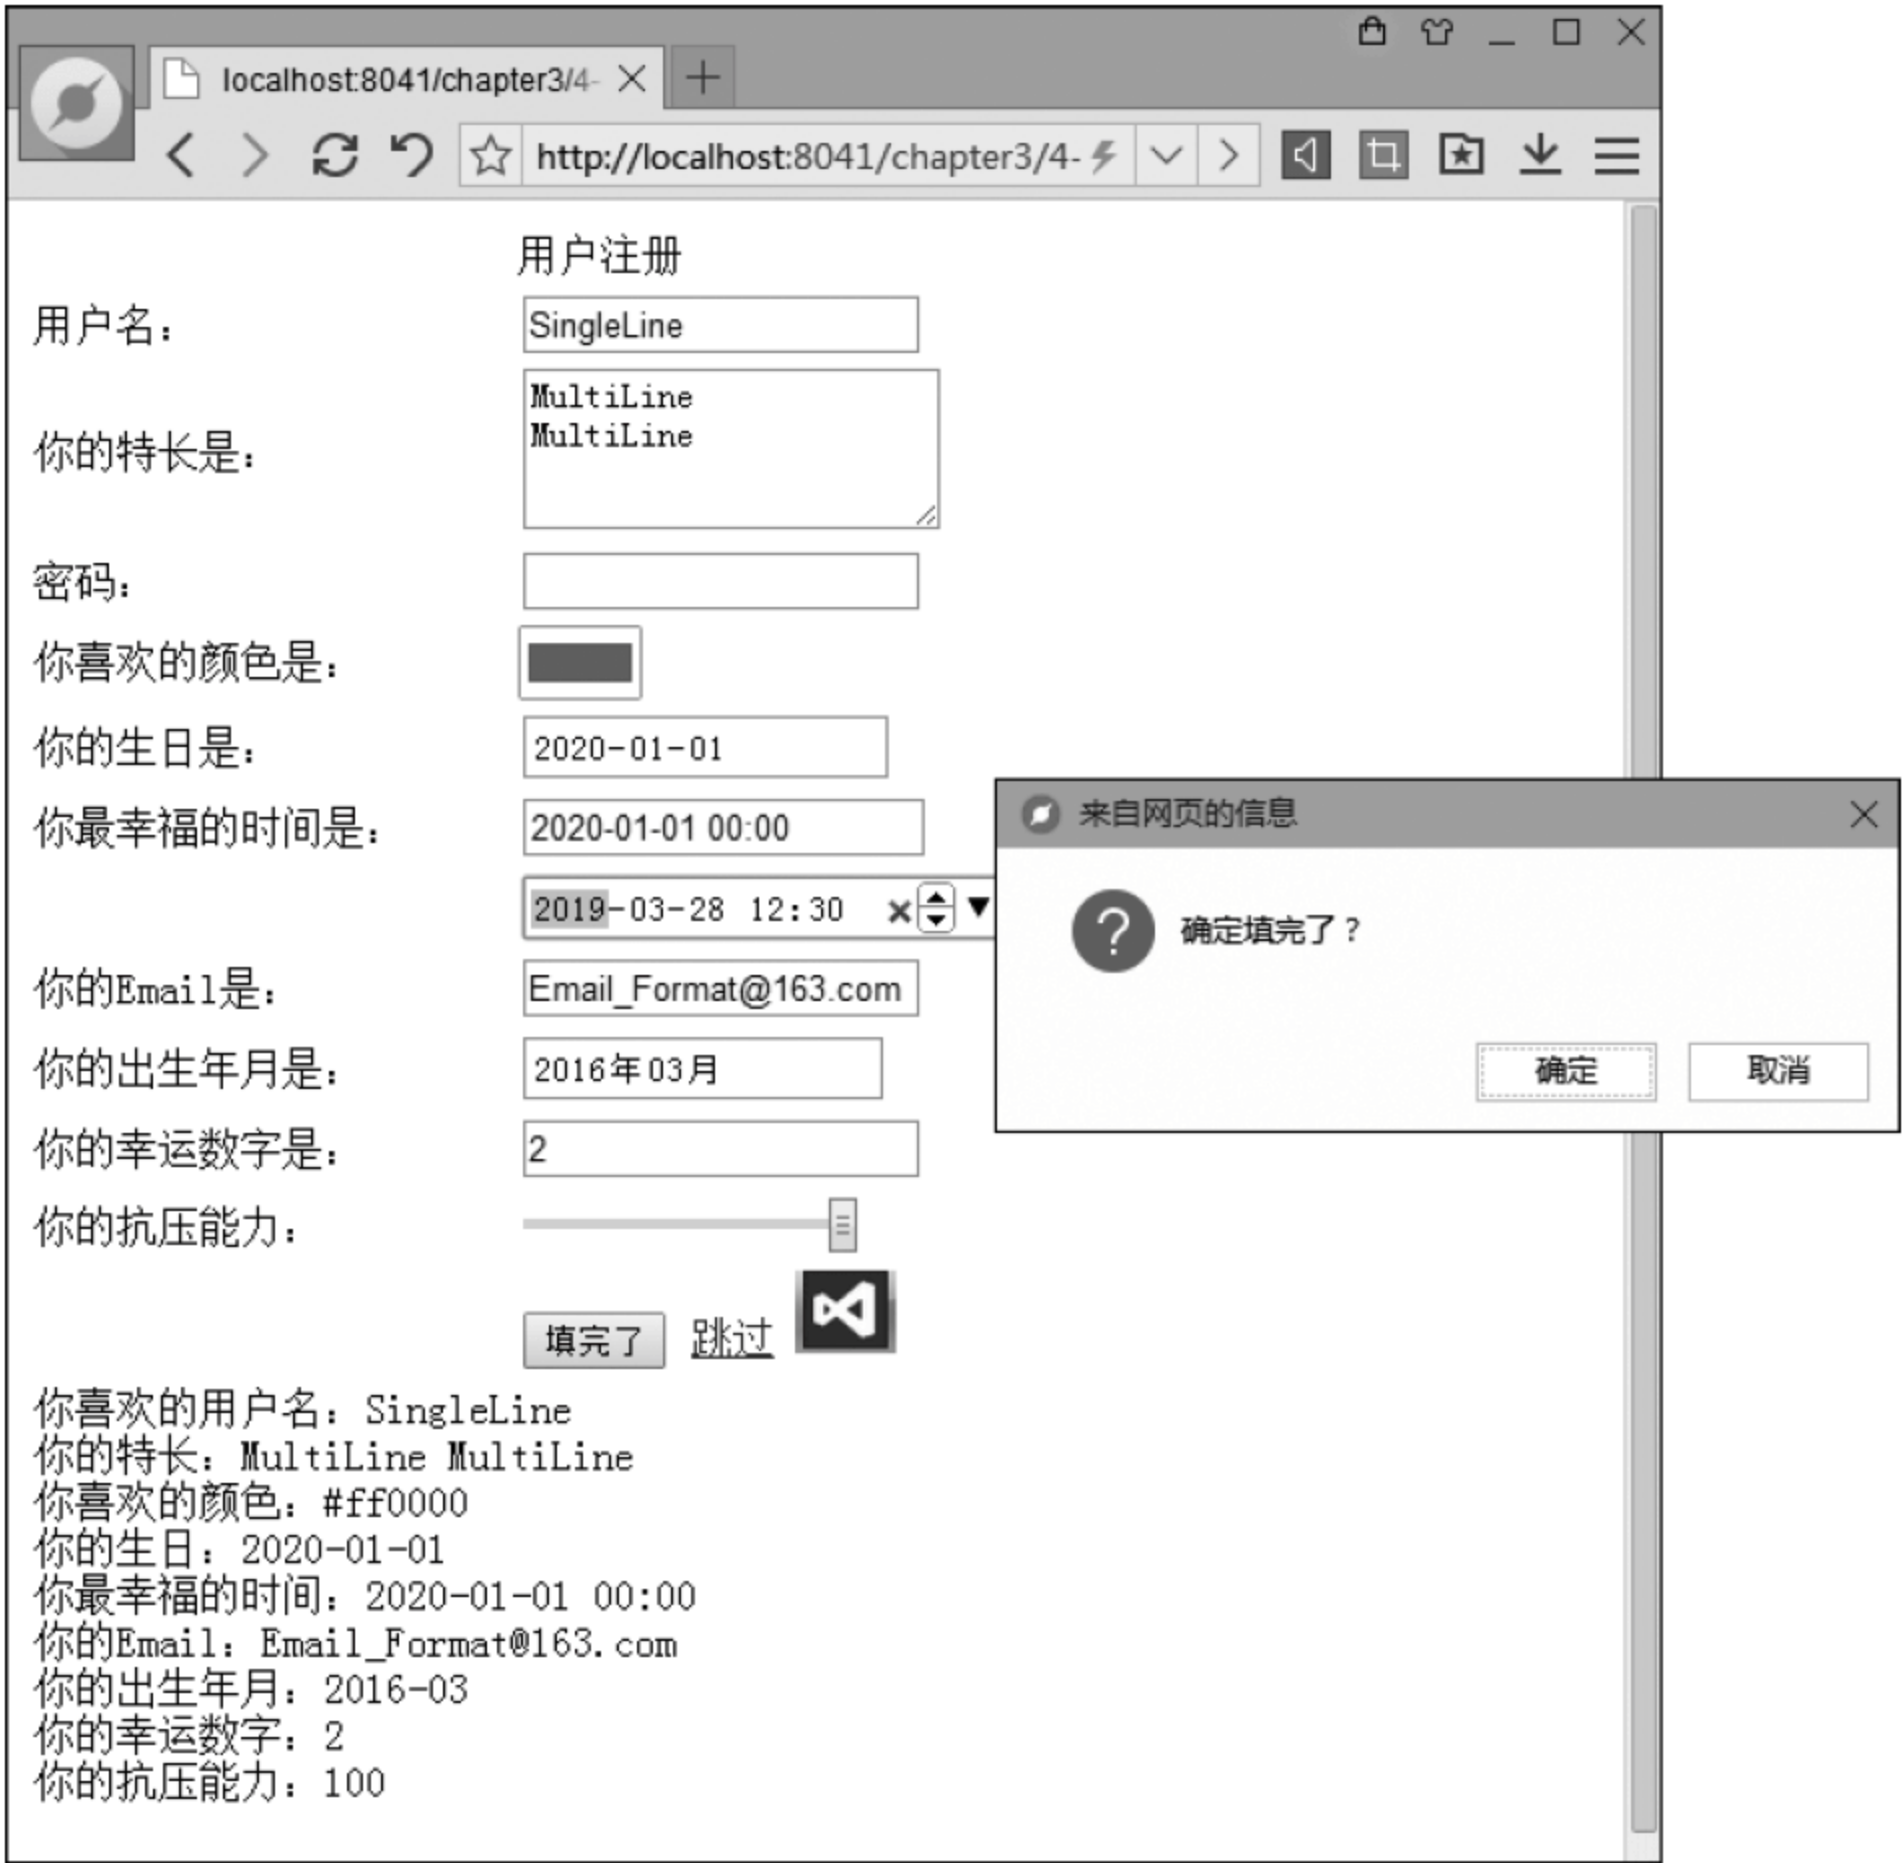 localhost:8041/chapter3/4-
http://localhost:8041/chapter3/4-
用户注册
用户名：
SingleLine
你的特长是：
MultiLine
MultiLine
密码：
你喜欢的颜色是：
你的生日是：
2020-01-01
你最幸福的时间是：
2020-01-01 00:00
2019-03-28 12:30
来自网页的信息
确定填完了？
确定
取消
你的Email是：
Email_Format@163.com
你的出生年月是：
2016年03月
你的幸运数字是：
2
你的抗压能力：
填完了 跳过
你喜欢的用户名：SingleLine
你的特长：MultiLine MultiLine
你喜欢的颜色：#ff0000
你的生日：2020-01-01
你最幸福的时间：2020-01-01 00:00
你的Email：Email_Format@163.com
你的出生年月：2016-03
你的幸运数字：2
你的抗压能力：100